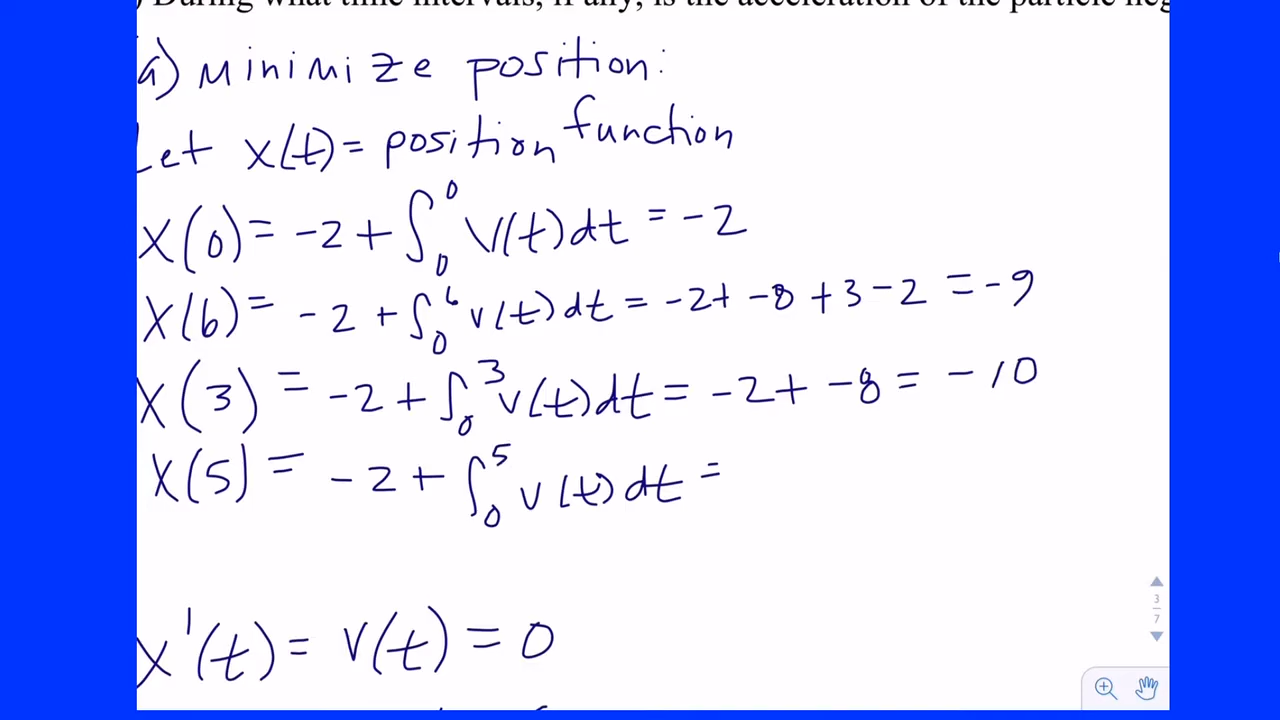 ) During what time intervals, if any, is the acceleration of the particle neg
a) minimize position:
Let x(t) = position function
X(0) = -2 + ∫₀⁰ V(t)dt = -2
X(6) = -2 + ∫₀⁶ v(t)dt = -2 + -8 + 3 - 2 = -9
X(3) = -2 + ∫₀³ v(t)dt = -2 + -8 = -10
X(5) = -2 + ∫₀⁵ v(t)dt =
X'(t) = v(t) = 0
3
7